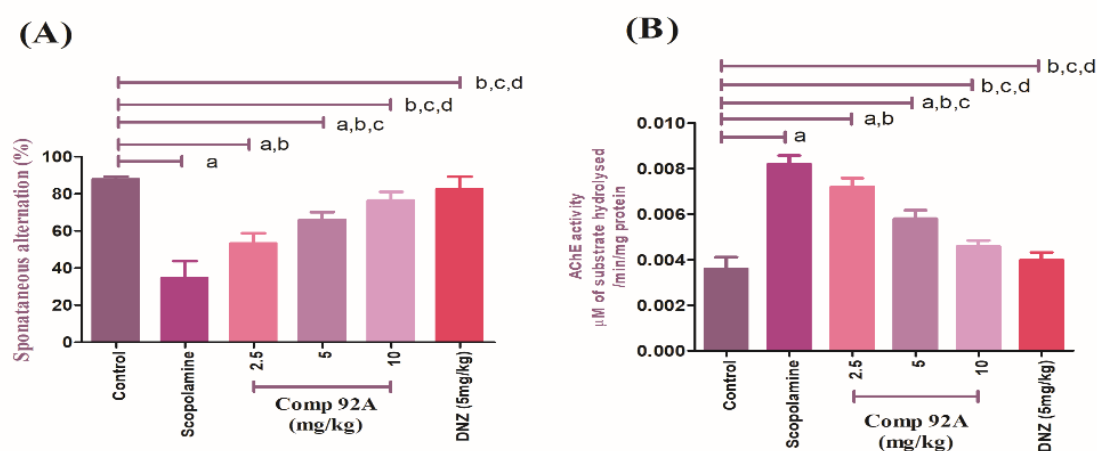 (A)
b,c,d
b,c,d
a,b,c
a,b
a
Sponataneous alternation (%)
100
80
60
40
20
0
Control
Scopolamine
2.5
5
10
DNZ (5mg/kg)
Comp 92A
(mg/kg)
(B)
b,c,d
b,c,d
a,b,c
a,b
a
AChE activity
μM of substrate hydrolysed
/min/mg protein
0.010
0.008
0.006
0.004
0.002
0.000
Control
Scopolamine
2.5
5
10
DNZ (5mg/kg)
Comp 92A
(mg/kg)